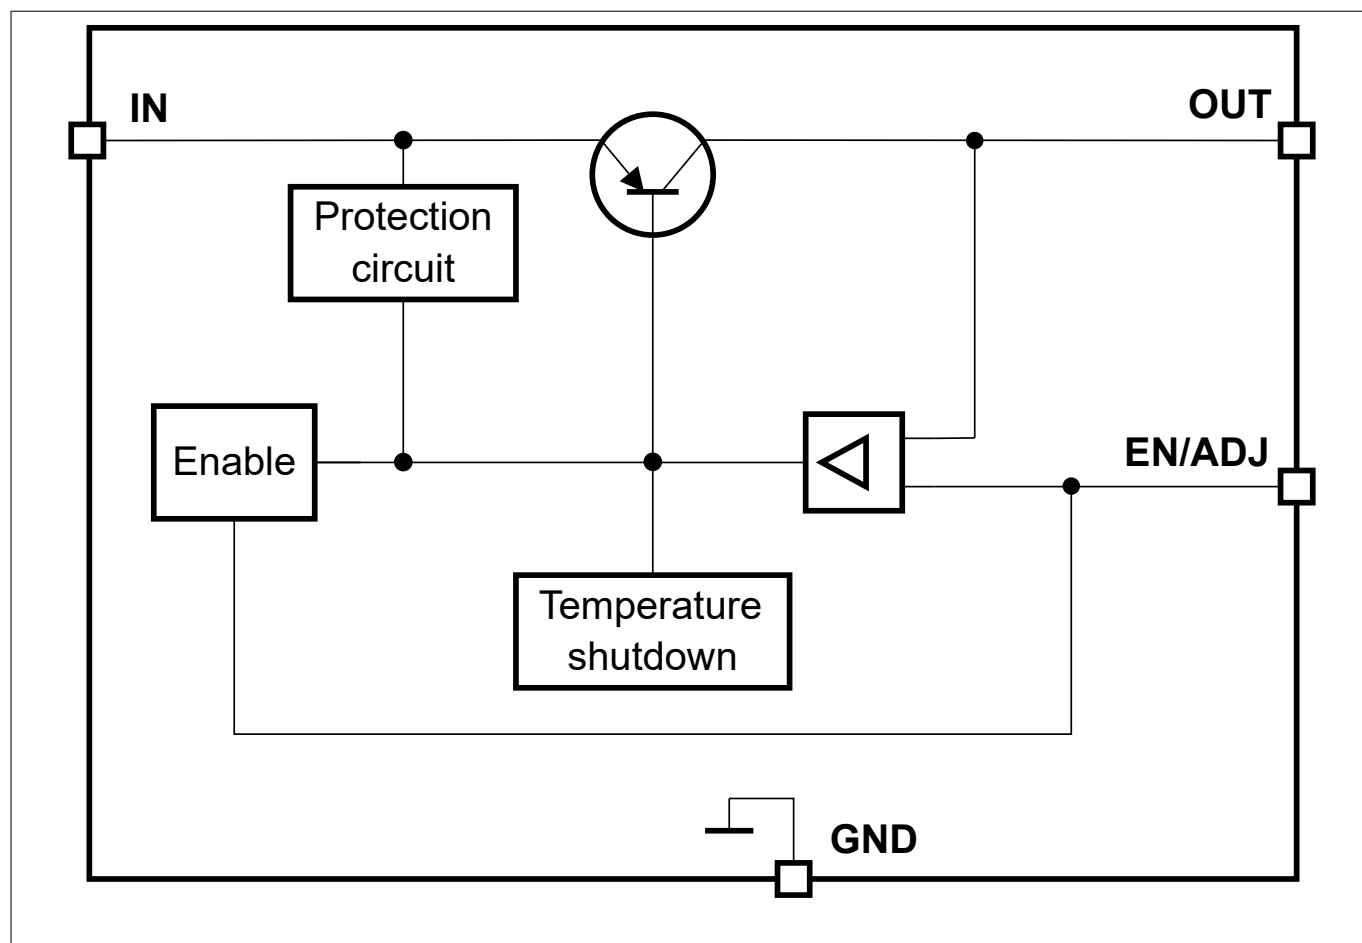 IN
OUT
Protection
circuit
Enable
EN/ADJ
Temperature
shutdown
GND